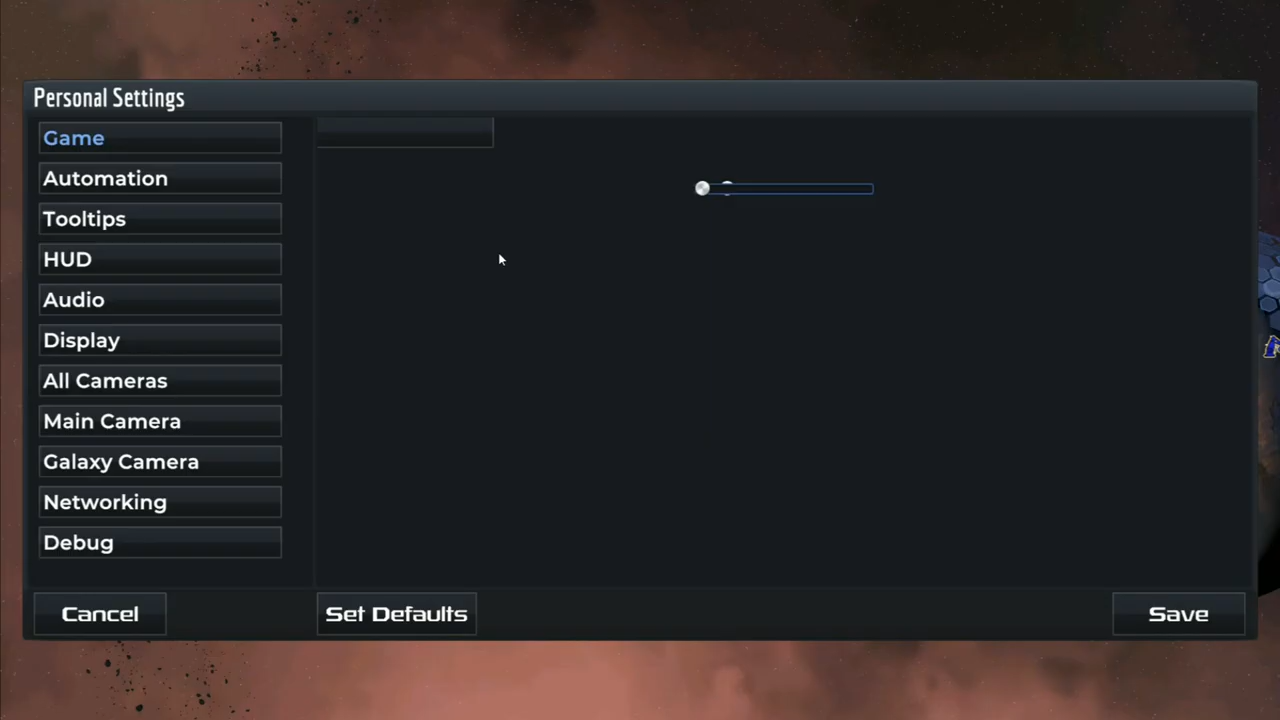 Personal Settings
Game
Automation
Tooltips
HUD
Audio
Display
All Cameras
Main Camera
Galaxy Camera
Networking
Debug
Cancel
Set Defaults
Save